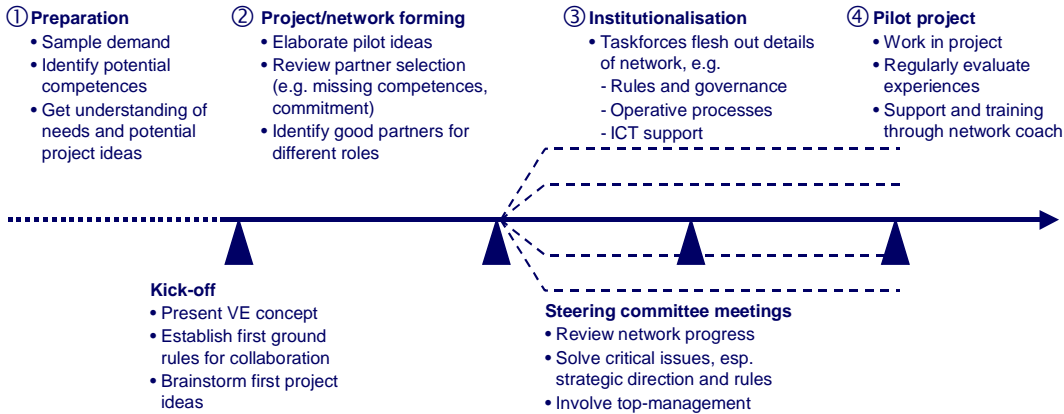 ① Preparation
• Sample demand
• Identify potential
competences
• Get understanding of
needs and potential
project ideas
② Project/network forming
• Elaborate pilot ideas
• Review partner selection
(e.g. missing competences,
commitment)
• Identify good partners for
different roles
③ Institutionalisation
• Taskforces flesh out details
of network, e.g.
- Rules and governance
- Operative processes
- ICT support
④ Pilot project
• Work in project
• Regularly evaluate
experiences
• Support and training
through network coach
Kick-off
• Present VE concept
• Establish first ground
rules for collaboration
• Brainstorm first project
ideas
Steering committee meetings
• Review network progress
• Solve critical issues, esp.
strategic direction and rules
• Involve top-management